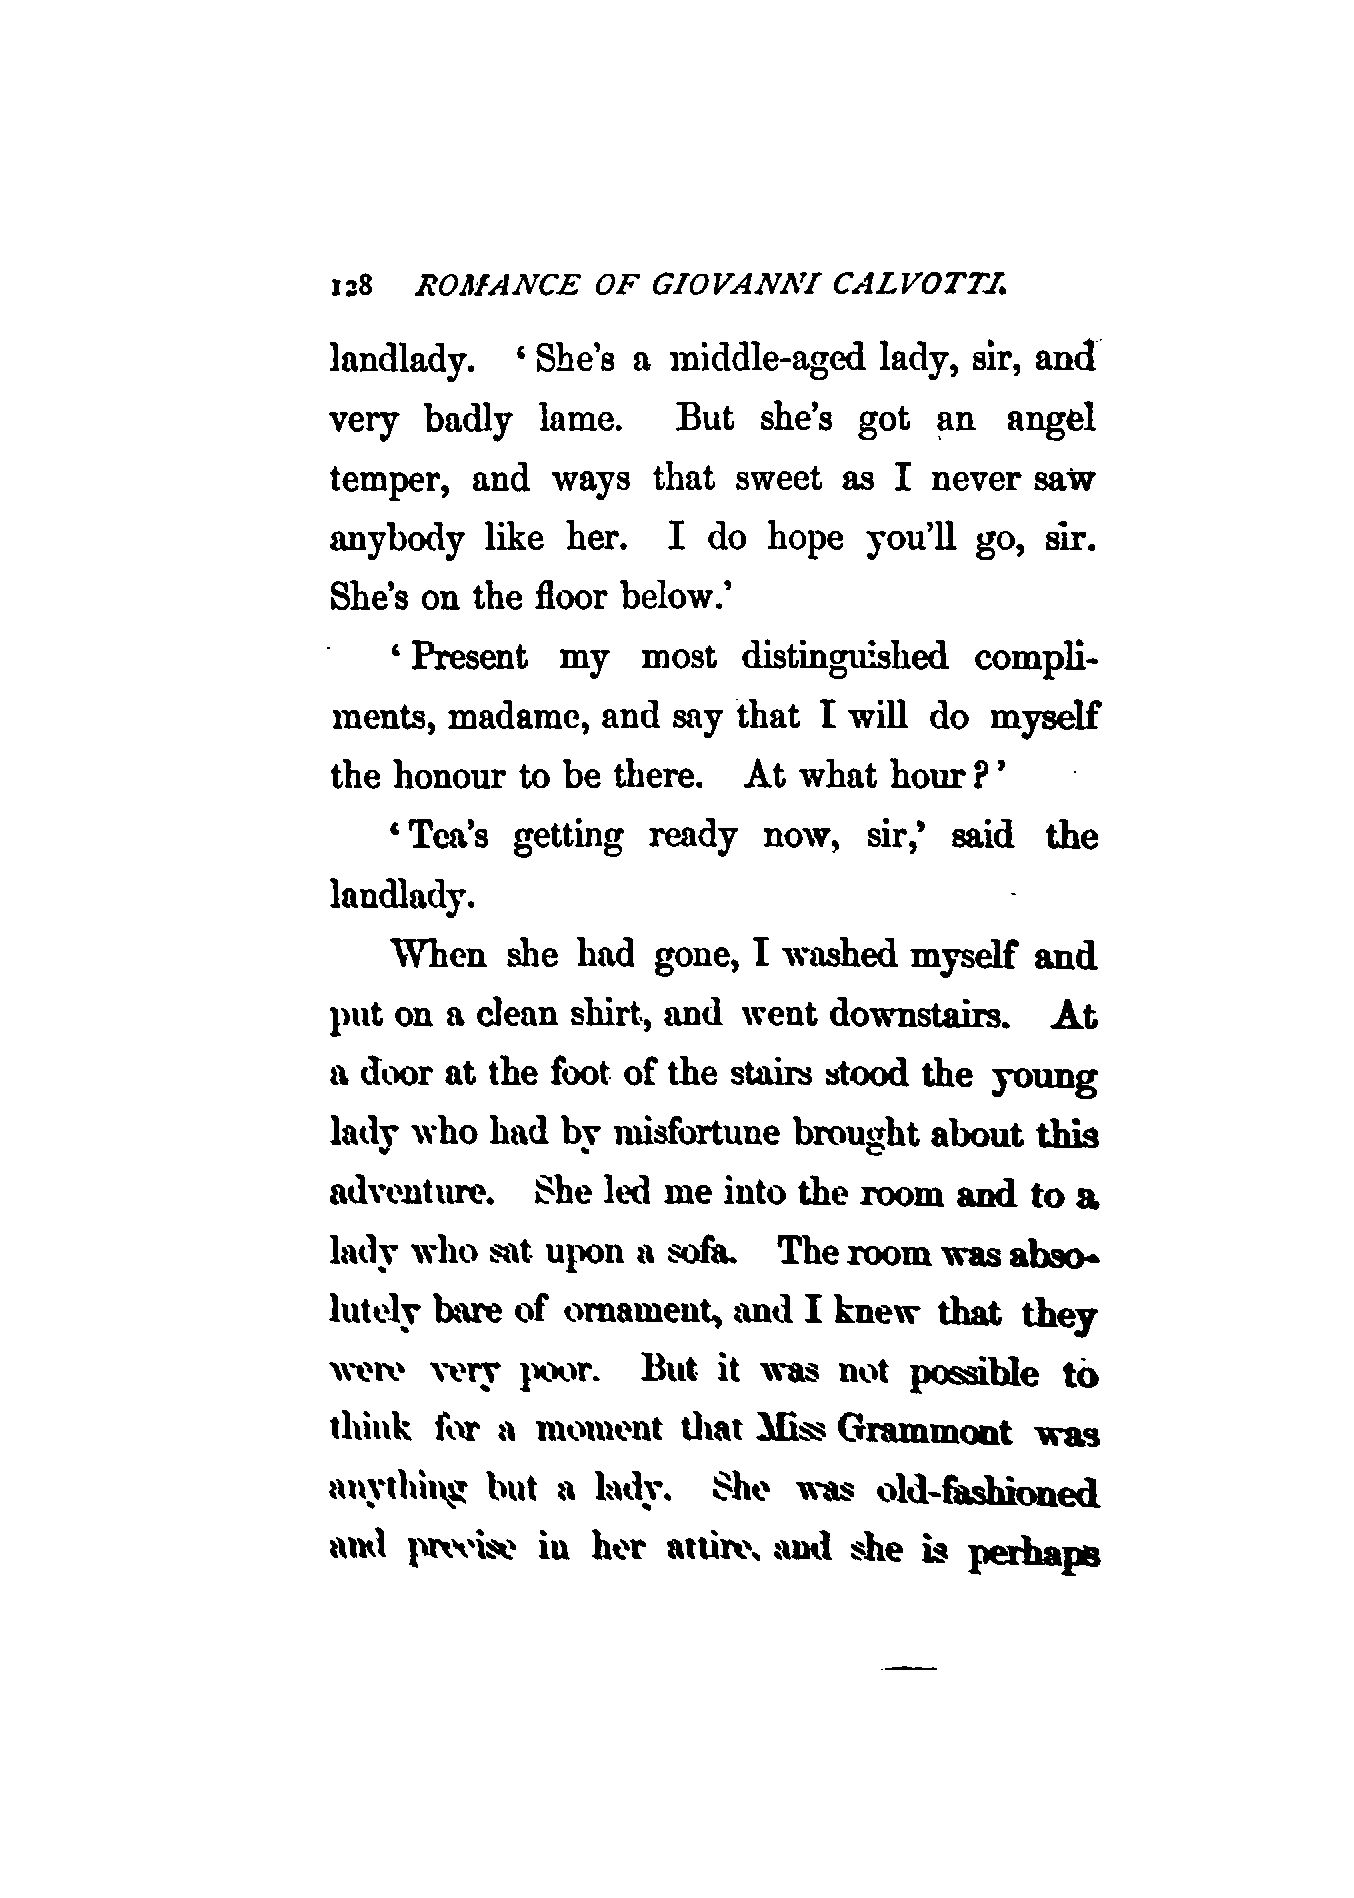 128 ROMANCE OF GIOVANNI CALVOTTI.
landlady. ‘She’s a middle-aged lady, sir, and
very badly lame. But she’s got an angel
temper, and ways that sweet as I never saw
anybody like her. I do hope you’ll go, sir.
She’s on the floor below.’
‘Present my most distinguished compli-
ments, madame, and say that I will do myself
the honour to be there. At what hour?’
‘Tea’s getting ready now, sir,’ said the
landlady.
When she had gone, I washed myself and
put on a clean shirt, and went downstairs. At
a door at the foot of the stairs stood the young
lady who had by misfortune brought about this
adventure. She led me into the room and to a
lady who sat upon a sofa. The room was abso-
lutely bare of ornament, and I knew that they
were very poor. But it was not possible to
think for a moment that Miss Grammont was
anything but a lady. She was old-fashioned
and precise in her attire, and she is perhaps